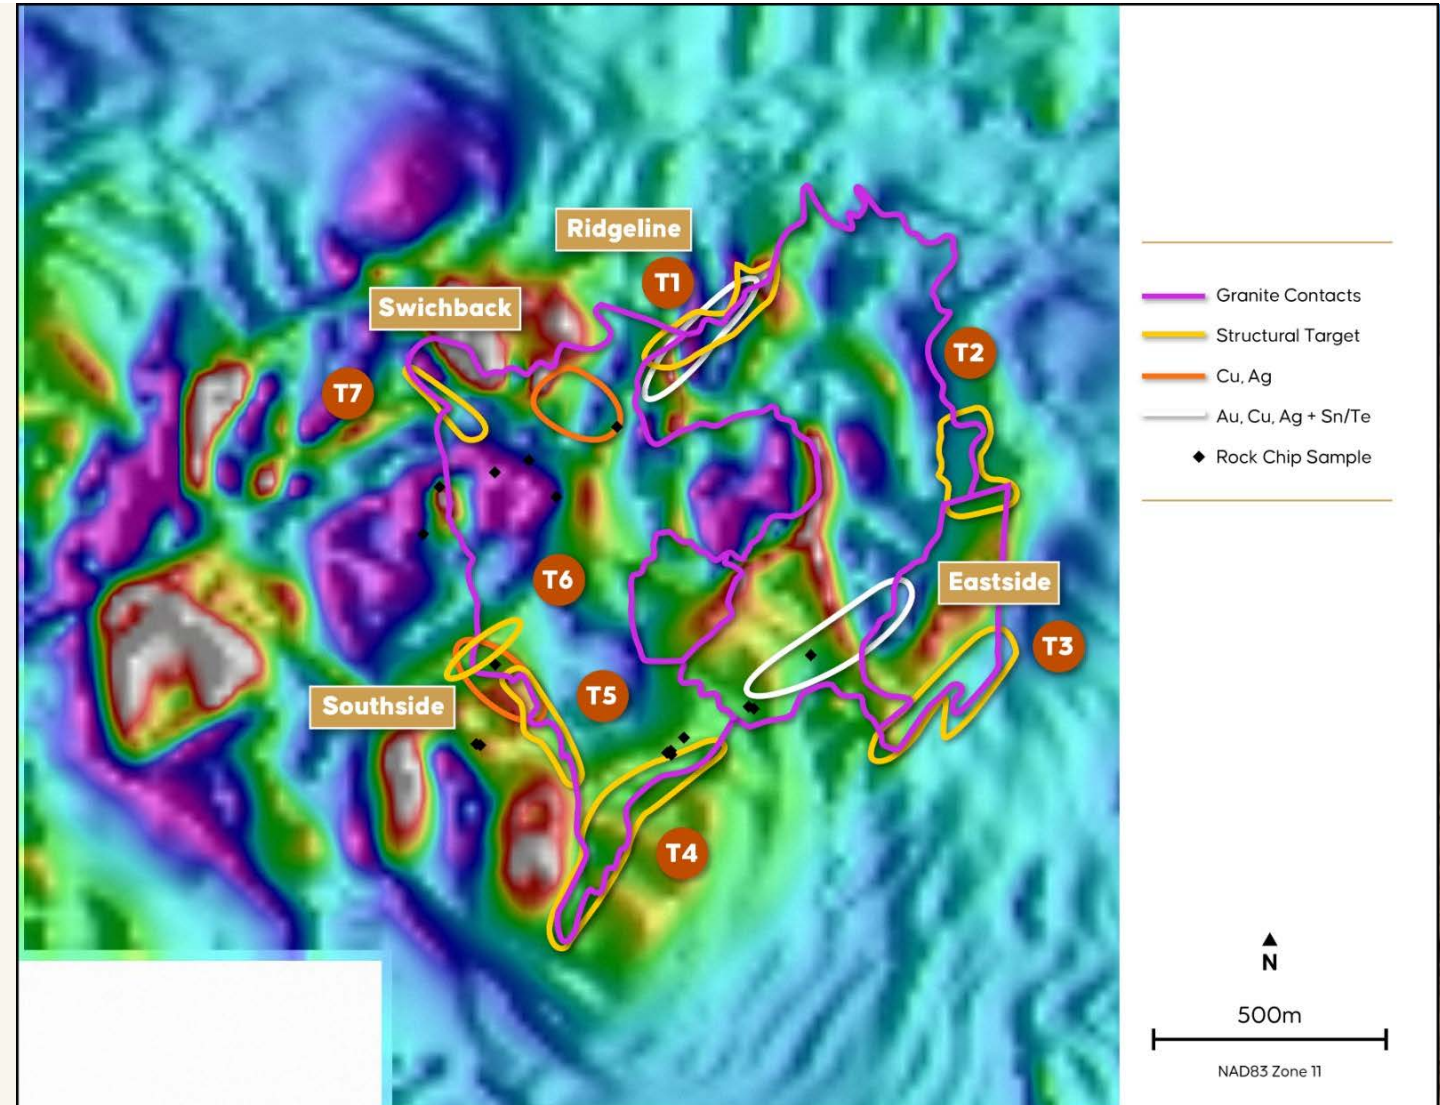 Ridgeline
T1
Swichback
T7
T2
T6
Eastside
T3
T5
Southside
T4
Granite Contacts
Structural Target
Cu, Ag
Au, Cu, Ag + Sn/Te
Rock Chip Sample
N
500m
NAD83 Zone 11